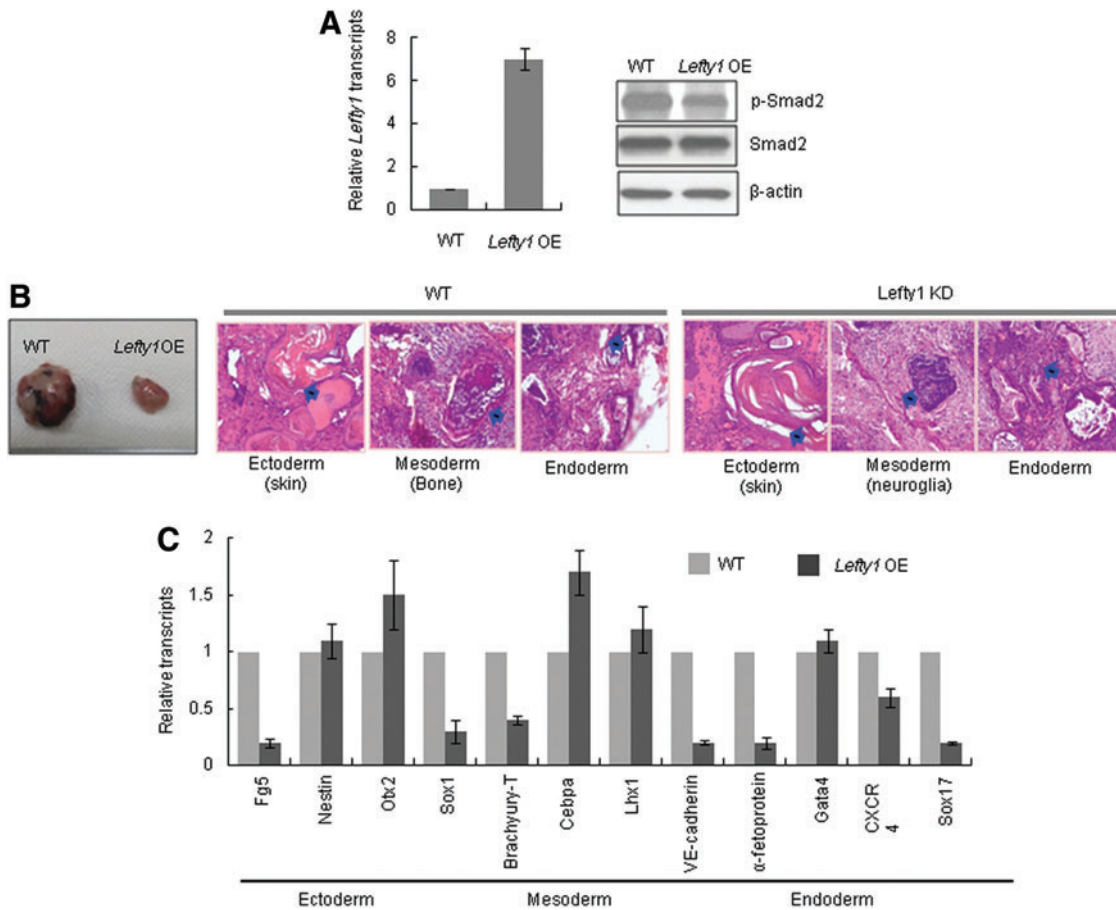 A
Relative Lefty1 transcripts
8
6
4
2
0
WT
Lefty1 OE
WT Lefty1 OE
p-Smad2
Smad2
β-actin
B
WT
Lefty1OE
WT
Ectoderm
(skin)
Mesoderm
(Bone)
Endoderm
Lefty1 KD
Ectoderm
(skin)
Mesoderm
(neuroglia)
Endoderm
C
Relative transcripts
2
1.5
1
0.5
0
WT
Lefty1 OE
Fg5
Nestin
Otx2
Sox1
Brachyury-T
Cebpa
Lhx1
VE-cadherin
α-fetoprotein
Gata4
CXCR
4
Sox17
Ectoderm
Mesoderm
Endoderm